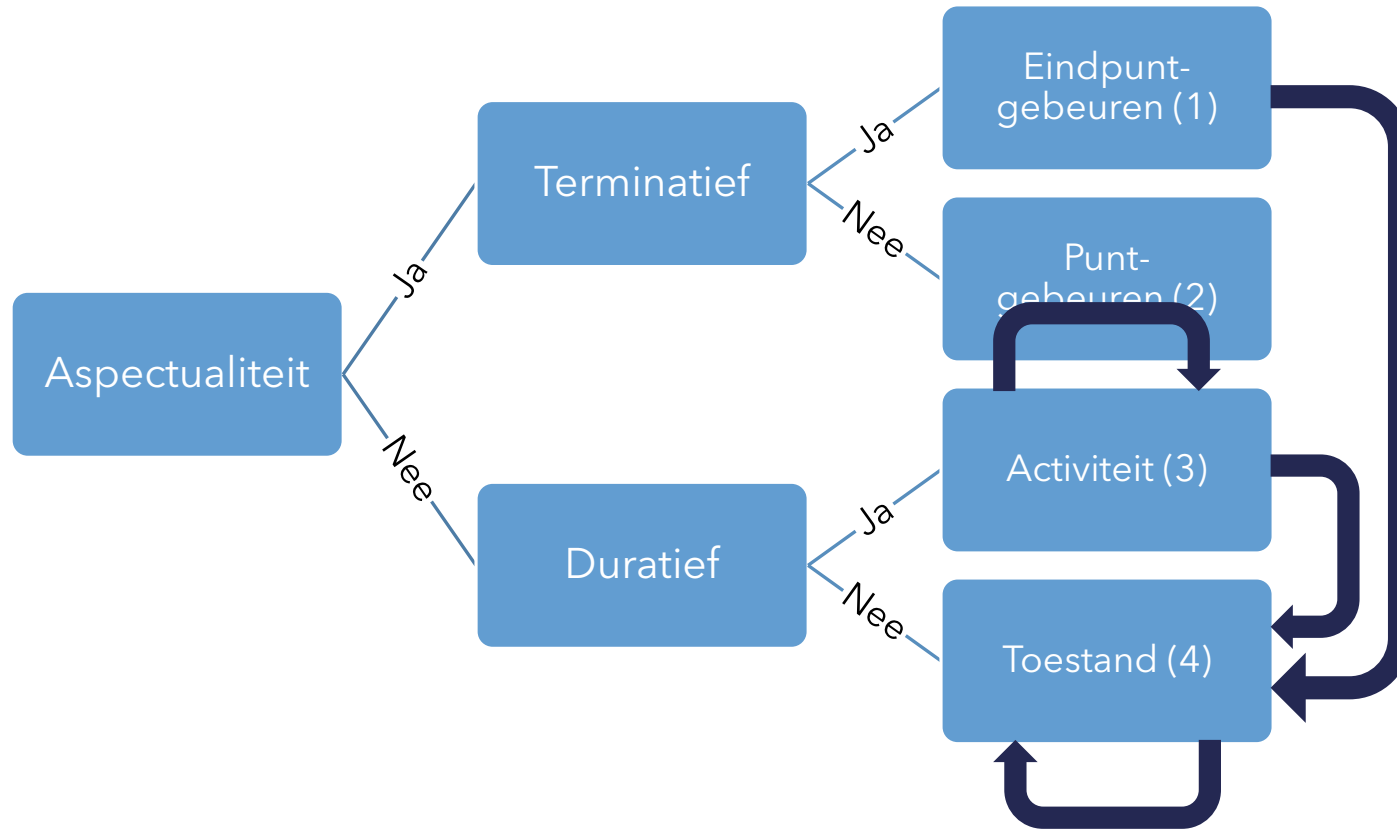 Eindpunt-
gebeuren (1)
Ja
Terminatief
Nee
Punt-
gebeuren (2)
Ja
Aspectualiteit
Nee
Ja
Activiteit (3)
Duratief
Nee
Toestand (4)